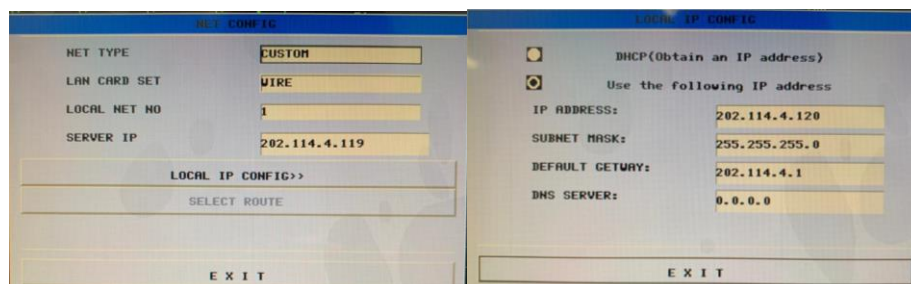 NET CONFIG
NET TYPE CUSTOM
LAN CARD SET WIRE
LOCAL NET NO 1
SERVER IP 202.114.4.119
LOCAL IP CONFIG>>
SELECT ROUTE
E X I T
LOCAL IP CONFIG
DHCP(Obtain an IP address)
Use the following IP address
IP ADDRESS: 202.114.4.120
SUBNET MASK: 255.255.255.0
DEFAULT GETWAY: 202.114.4.1
DNS SERVER: 0.0.0.0
E X I T